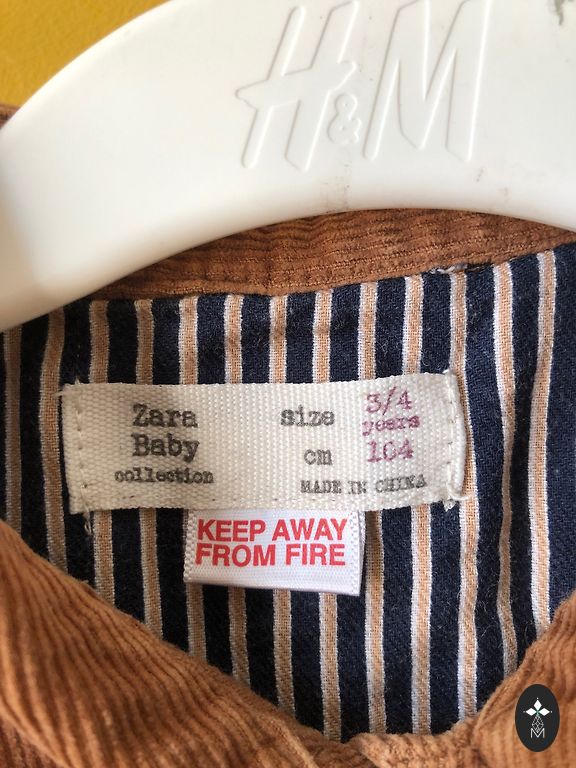 H&M
Zara size 3/4
years
Baby cm 104
collection MADE IN CHINA
KEEP AWAY
FROM FIRE
M